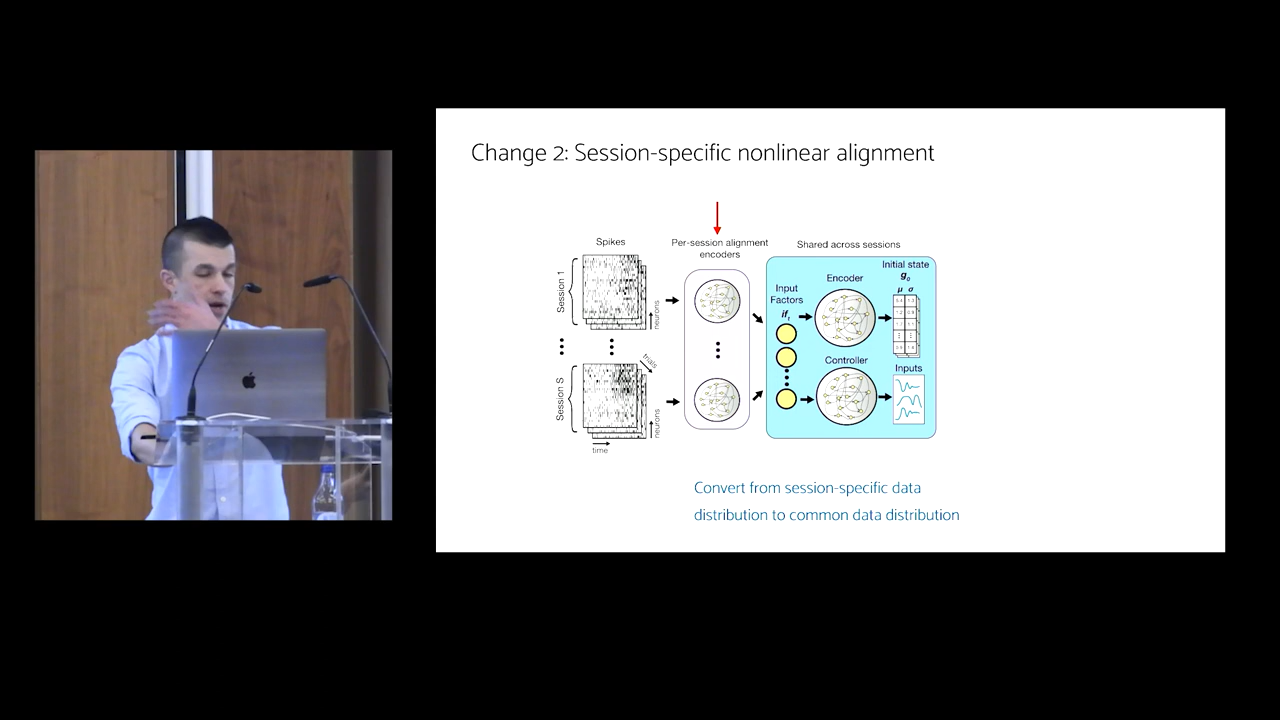 Change 2: Session-specific nonlinear alignment
Spikes
Per-session alignment
encoders
Shared across sessions
Session 1
neurons
Session S
trials
neurons
time
Input
Factors
if_t
Encoder
Controller
Initial state
g_o
μ σ
Inputs
Convert from session-specific data
distribution to common data distribution